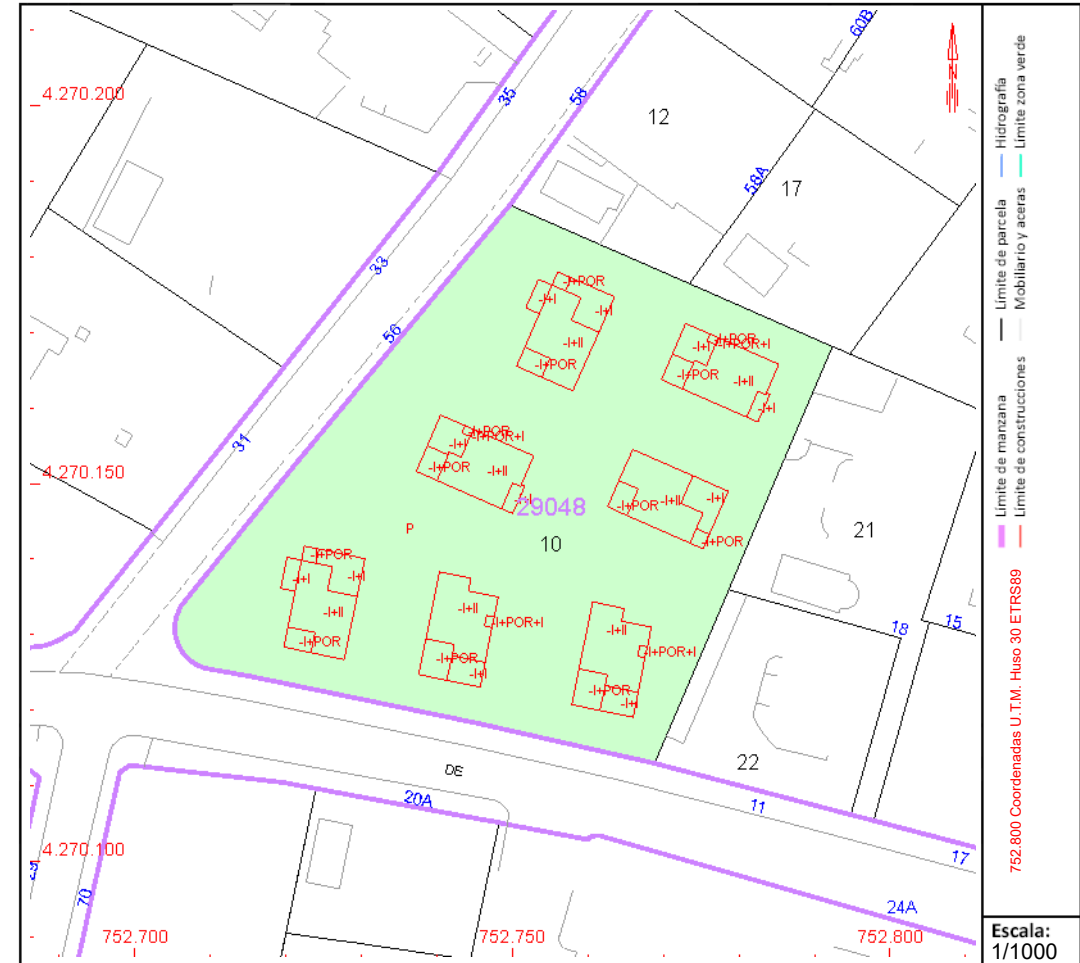 60B
N
4.270.200
35
58
12
58A
17
33
-I+POR
-I+I
-I+I
56
-I+II
-I+POR
-I+POR
-I+I
-I+POR+I
-I+POR
-I+II
-I+I
31
-I+POR
-I+POR+I
-I+I
-I+POR
-I+II
-I+I
4.270.150
-I+POR
-I+II
-I+I
29048
P
10
21
-I+POR
-I+POR
-I+I
-I+I
-I+II
-I+POR
-I+II
-I+POR+I
-I+POR
-I+I
-I+II
-I+POR+I
-I+POR
-I+I
18
15
22
DE
20A
11
17
4.270.100
70
24A
752.700
752.750
752.800
Hidrografía
Límite zona verde
Límite de parcela
Mobiliario y aceras
Límite de manzana
Límite de construcciones
752.800 Coordenadas U.T.M. Huso 30 ETRS89
Escala:
1/1000